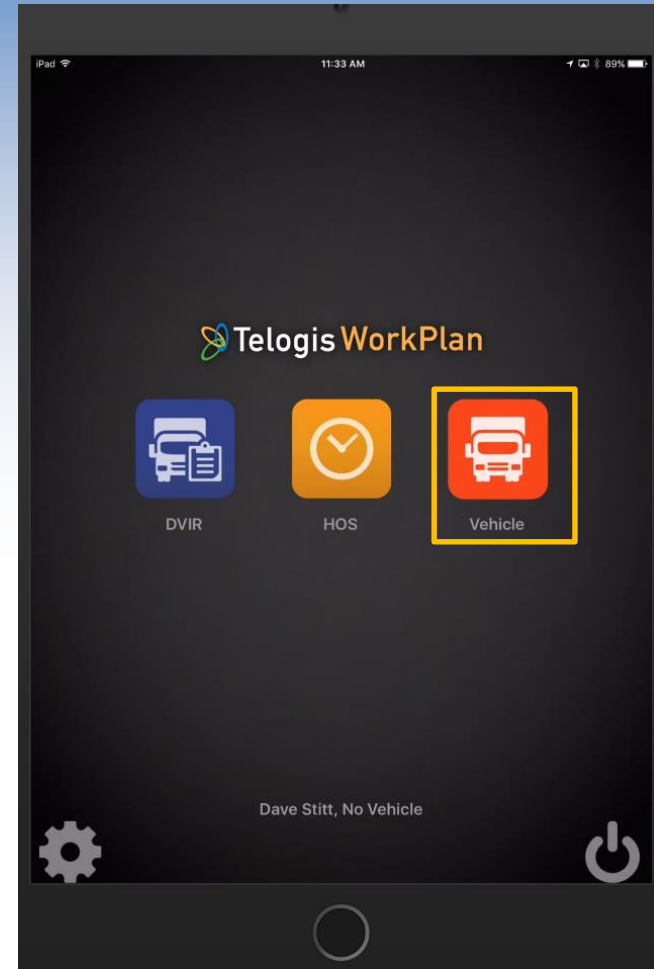 iPad 11:33 AM 89%
Telogis WorkPlan
DVIR HOS Vehicle
Dave Stitt, No Vehicle